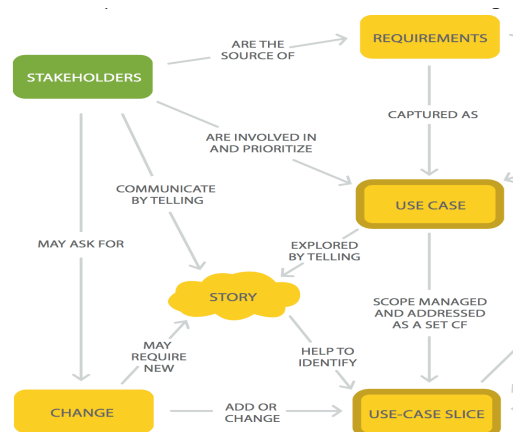 ARE THE
SOURCE OF
REQUIREMENTS
STAKEHOLDERS
CAPTURED AS
ARE INVOLVED IN
AND PRIORITIZE
COMMUNICATE
BY TELLING
USE CASE
MAY ASK FOR
EXPLORED
BY TELLING
STORY
SCOPE MANAGED
AND ADDRESSED
AS A SET CF
MAY
REQUIRE
NEW
HELP TO
IDENTIFY
CHANGE
ADD OR
CHANGE
USE-CASE SLICE